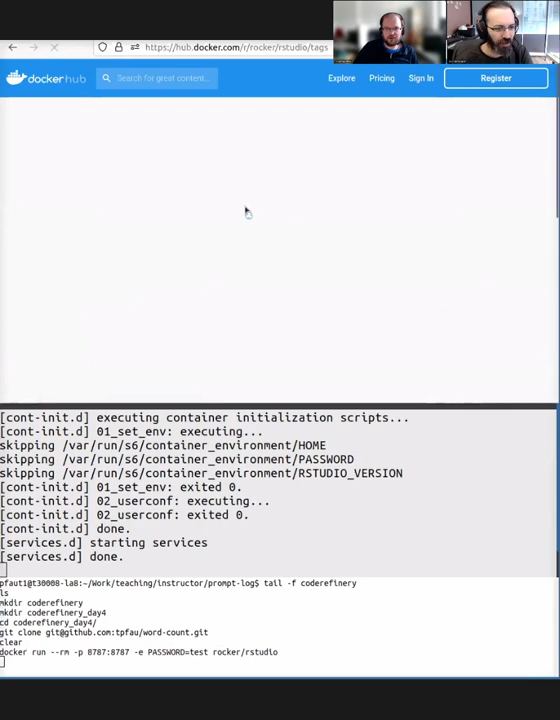 https://hub.docker.com/r/rocker/rstudio/tags
dockerhub
Search for great content...
Explore
Pricing
Sign In
Register
[cont-init.d] executing container initialization scripts...
[cont-init.d] 01_set_env: executing...
skipping /var/run/s6/container_environment/HOME
skipping /var/run/s6/container_environment/PASSWORD
skipping /var/run/s6/container_environment/RSTUDIO_VERSION
[cont-init.d] 01_set_env: exited 0.
[cont-init.d] 02_userconf: executing...
[cont-init.d] 02_userconf: exited 0.
[cont-init.d] done.
[services.d] starting services
[services.d] done.
pfaut1@t30008-la8:~/Work/teaching/instructor/prompt-log$ tail -f coderefinery
ls
mkdir coderefinery
mkdir coderefinery_day4
cd coderefinery_day4/
git clone git@github.com:tpfau/word-count.git
clear
docker run --rm -p 8787:8787 -e PASSWORD=test rocker/rstudio